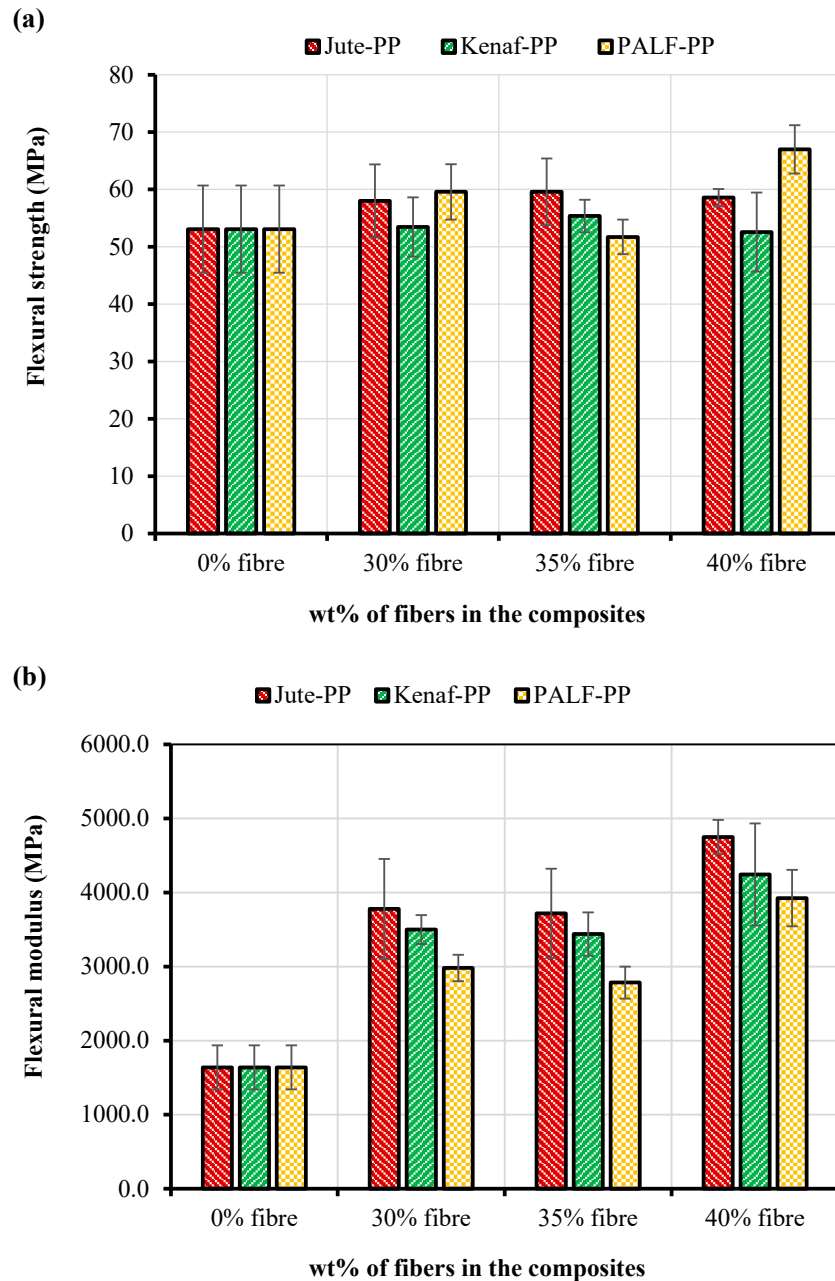 (a)
Jute-PP Kenaf-PP PALF-PP
Flexural strength (MPa)
80
70
60
50
40
30
20
10
0
0% fibre 30% fibre 35% fibre 40% fibre
wt% of fibers in the composites
(b)
Jute-PP Kenaf-PP PALF-PP
Flexural modulus (MPa)
6000.0
5000.0
4000.0
3000.0
2000.0
1000.0
0.0
0% fibre 30% fibre 35% fibre 40% fibre
wt% of fibers in the composites